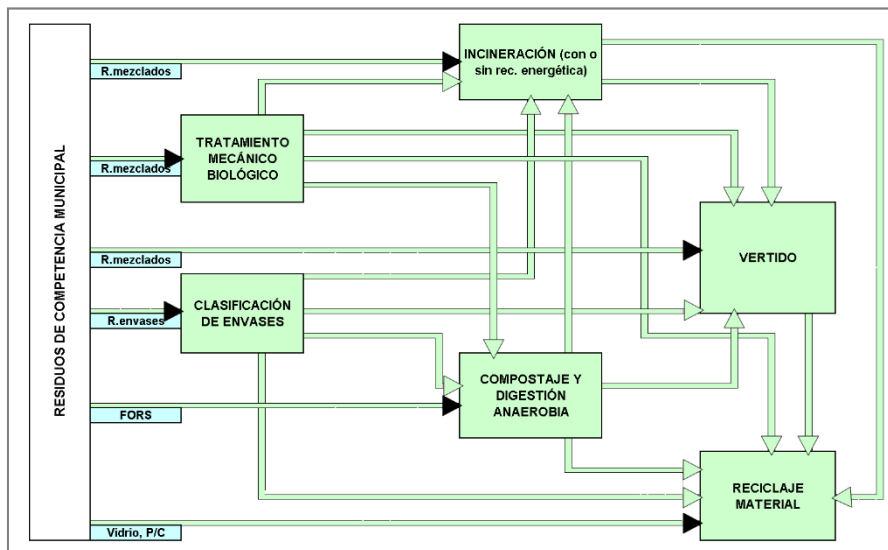 RESIDUOS DE COMPETENCIA MUNICIPAL
R.mezclados
INCINERACIÓN (con o
sin rec. energética)
R.mezclados
TRATAMIENTO
MECÁNICO
BIOLÓGICO
R.mezclados
VERTIDO
R.envases
CLASIFICACIÓN
DE ENVASES
FORS
COMPOSTAJE Y
DIGESTIÓN
ANAEROBIA
Vidrio, P/C
RECICLAJE
MATERIAL